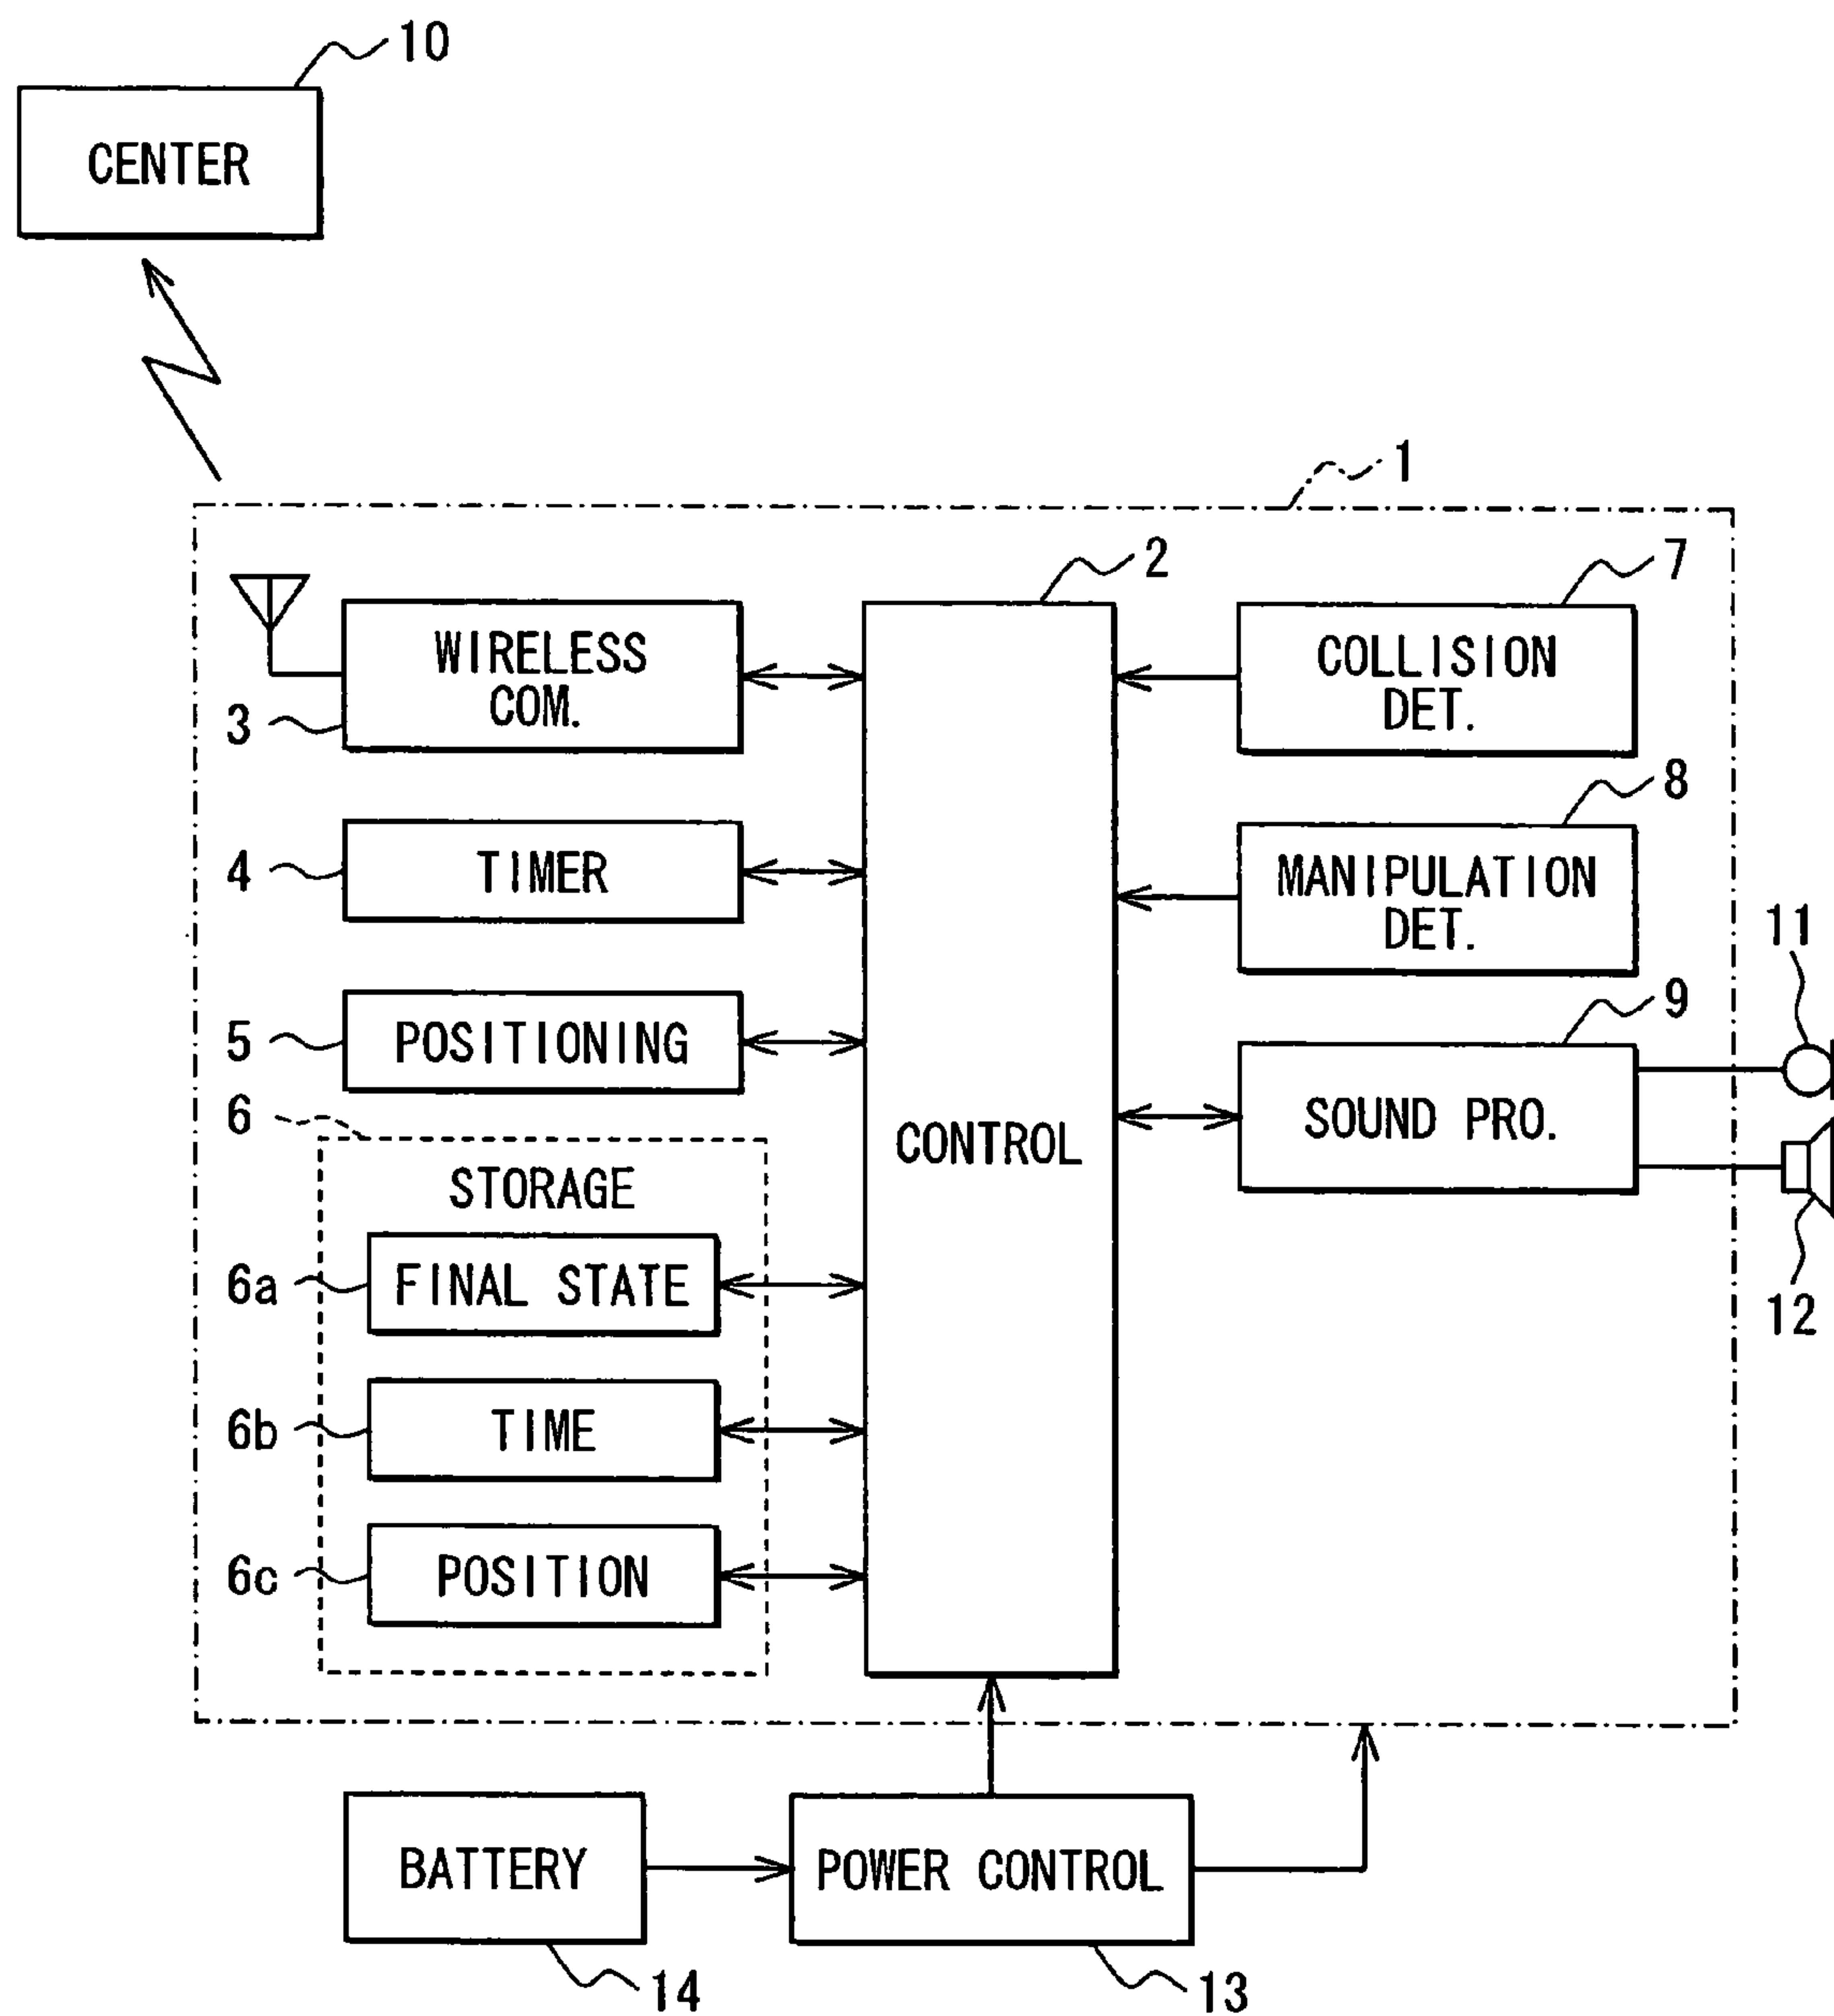 10
CENTER
1
2
7
WIRELESS
COM.
3
COLLISION
DET.
8
4
TIMER
MANIPULATION
DET.
11
9
5
POSITIONING
6
SOUND PRO.
CONTROL
STORAGE
6a
FINAL STATE
12
6b
TIME
6c
POSITION
BATTERY
POWER CONTROL
14
13